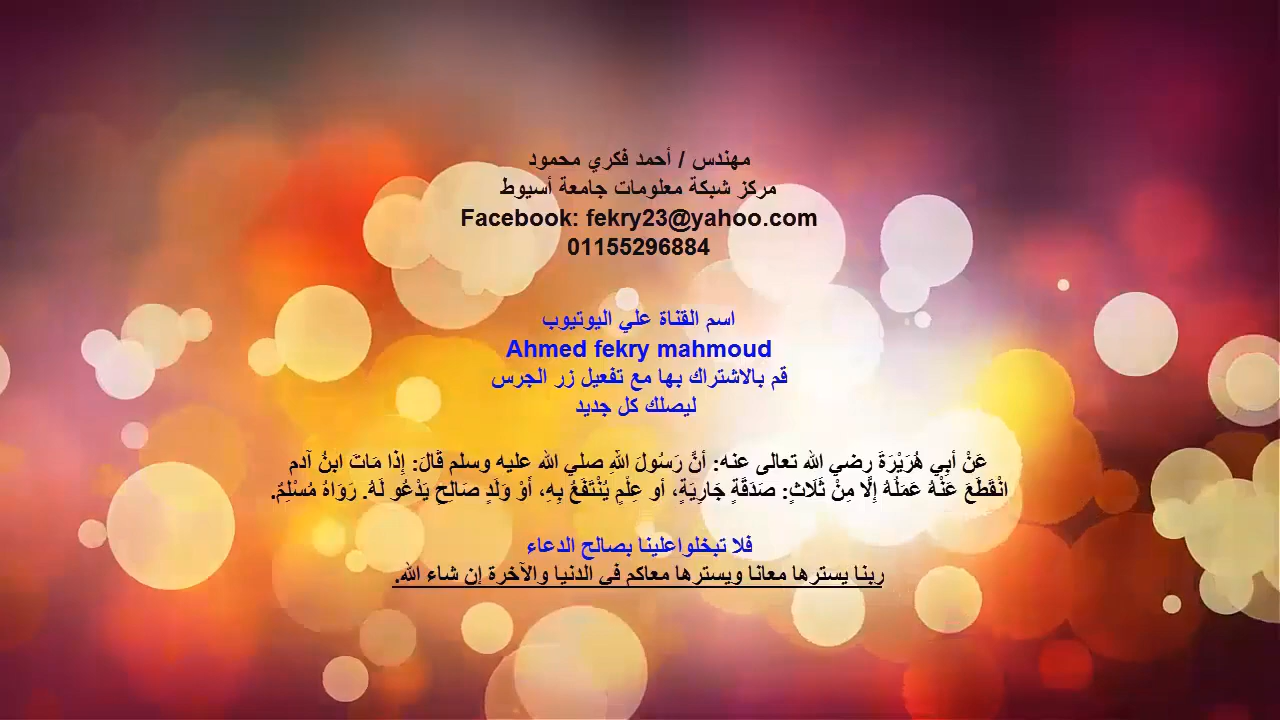 مهندس / أحمد فكري محمود
مركز شبكة معلومات جامعة أسيوط
Facebook: fekry23@yahoo.com
01155296884
اسم القناة علي اليوتيوب
Ahmed fekry mahmoud
قم بالاشتراك بها مع تفعيل زر الجرس
ليصلك كل جديد
عَنْ أَبِي هُرَيْرَةَ رضي الله تعالى عنه: أنَّ رَسُولَ اللهِ صلي الله عليه وسلم قَالَ: إِذَا مَاتَ ابنُ آدم
انْقَطَعَ عَنْهُ عَمَلُهُ إِلَّا مِنْ ثَلَاثٍ: صَدَقَةٍ جَارِيَةٍ، أو عِلْمٍ يُنْتَفَعُ بِهِ، أَوْ وَلَدٍ صَالِحٍ يَدْعُو لَهُ. رَوَاهُ مُسْلِمٌ.
فلا تبخلواعلينا بصالح الدعاء
ربنا يسترها معانا ويسترها معاكم في الدنيا والآخرة إن شاء الله.